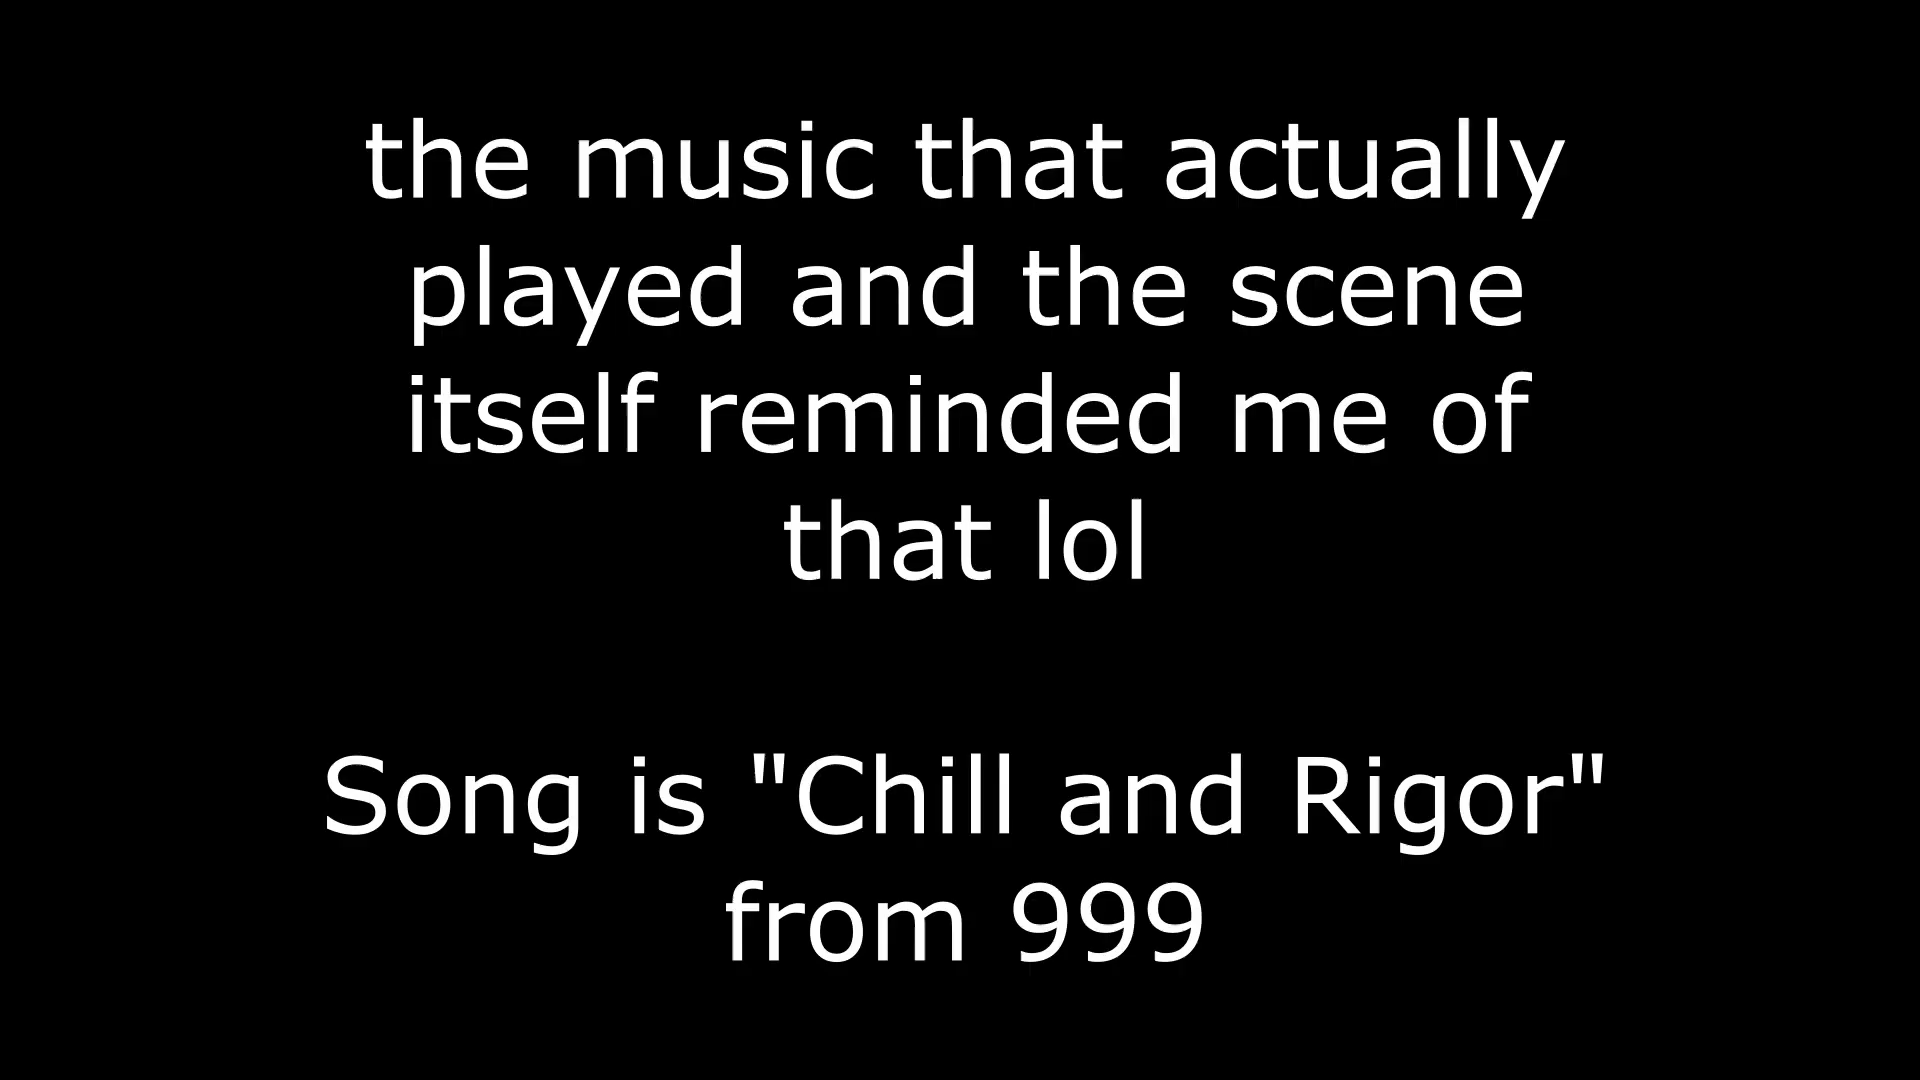 the music that actually
played and the scene
itself reminded me of
that lol
Song is "Chill and Rigor"
from 999